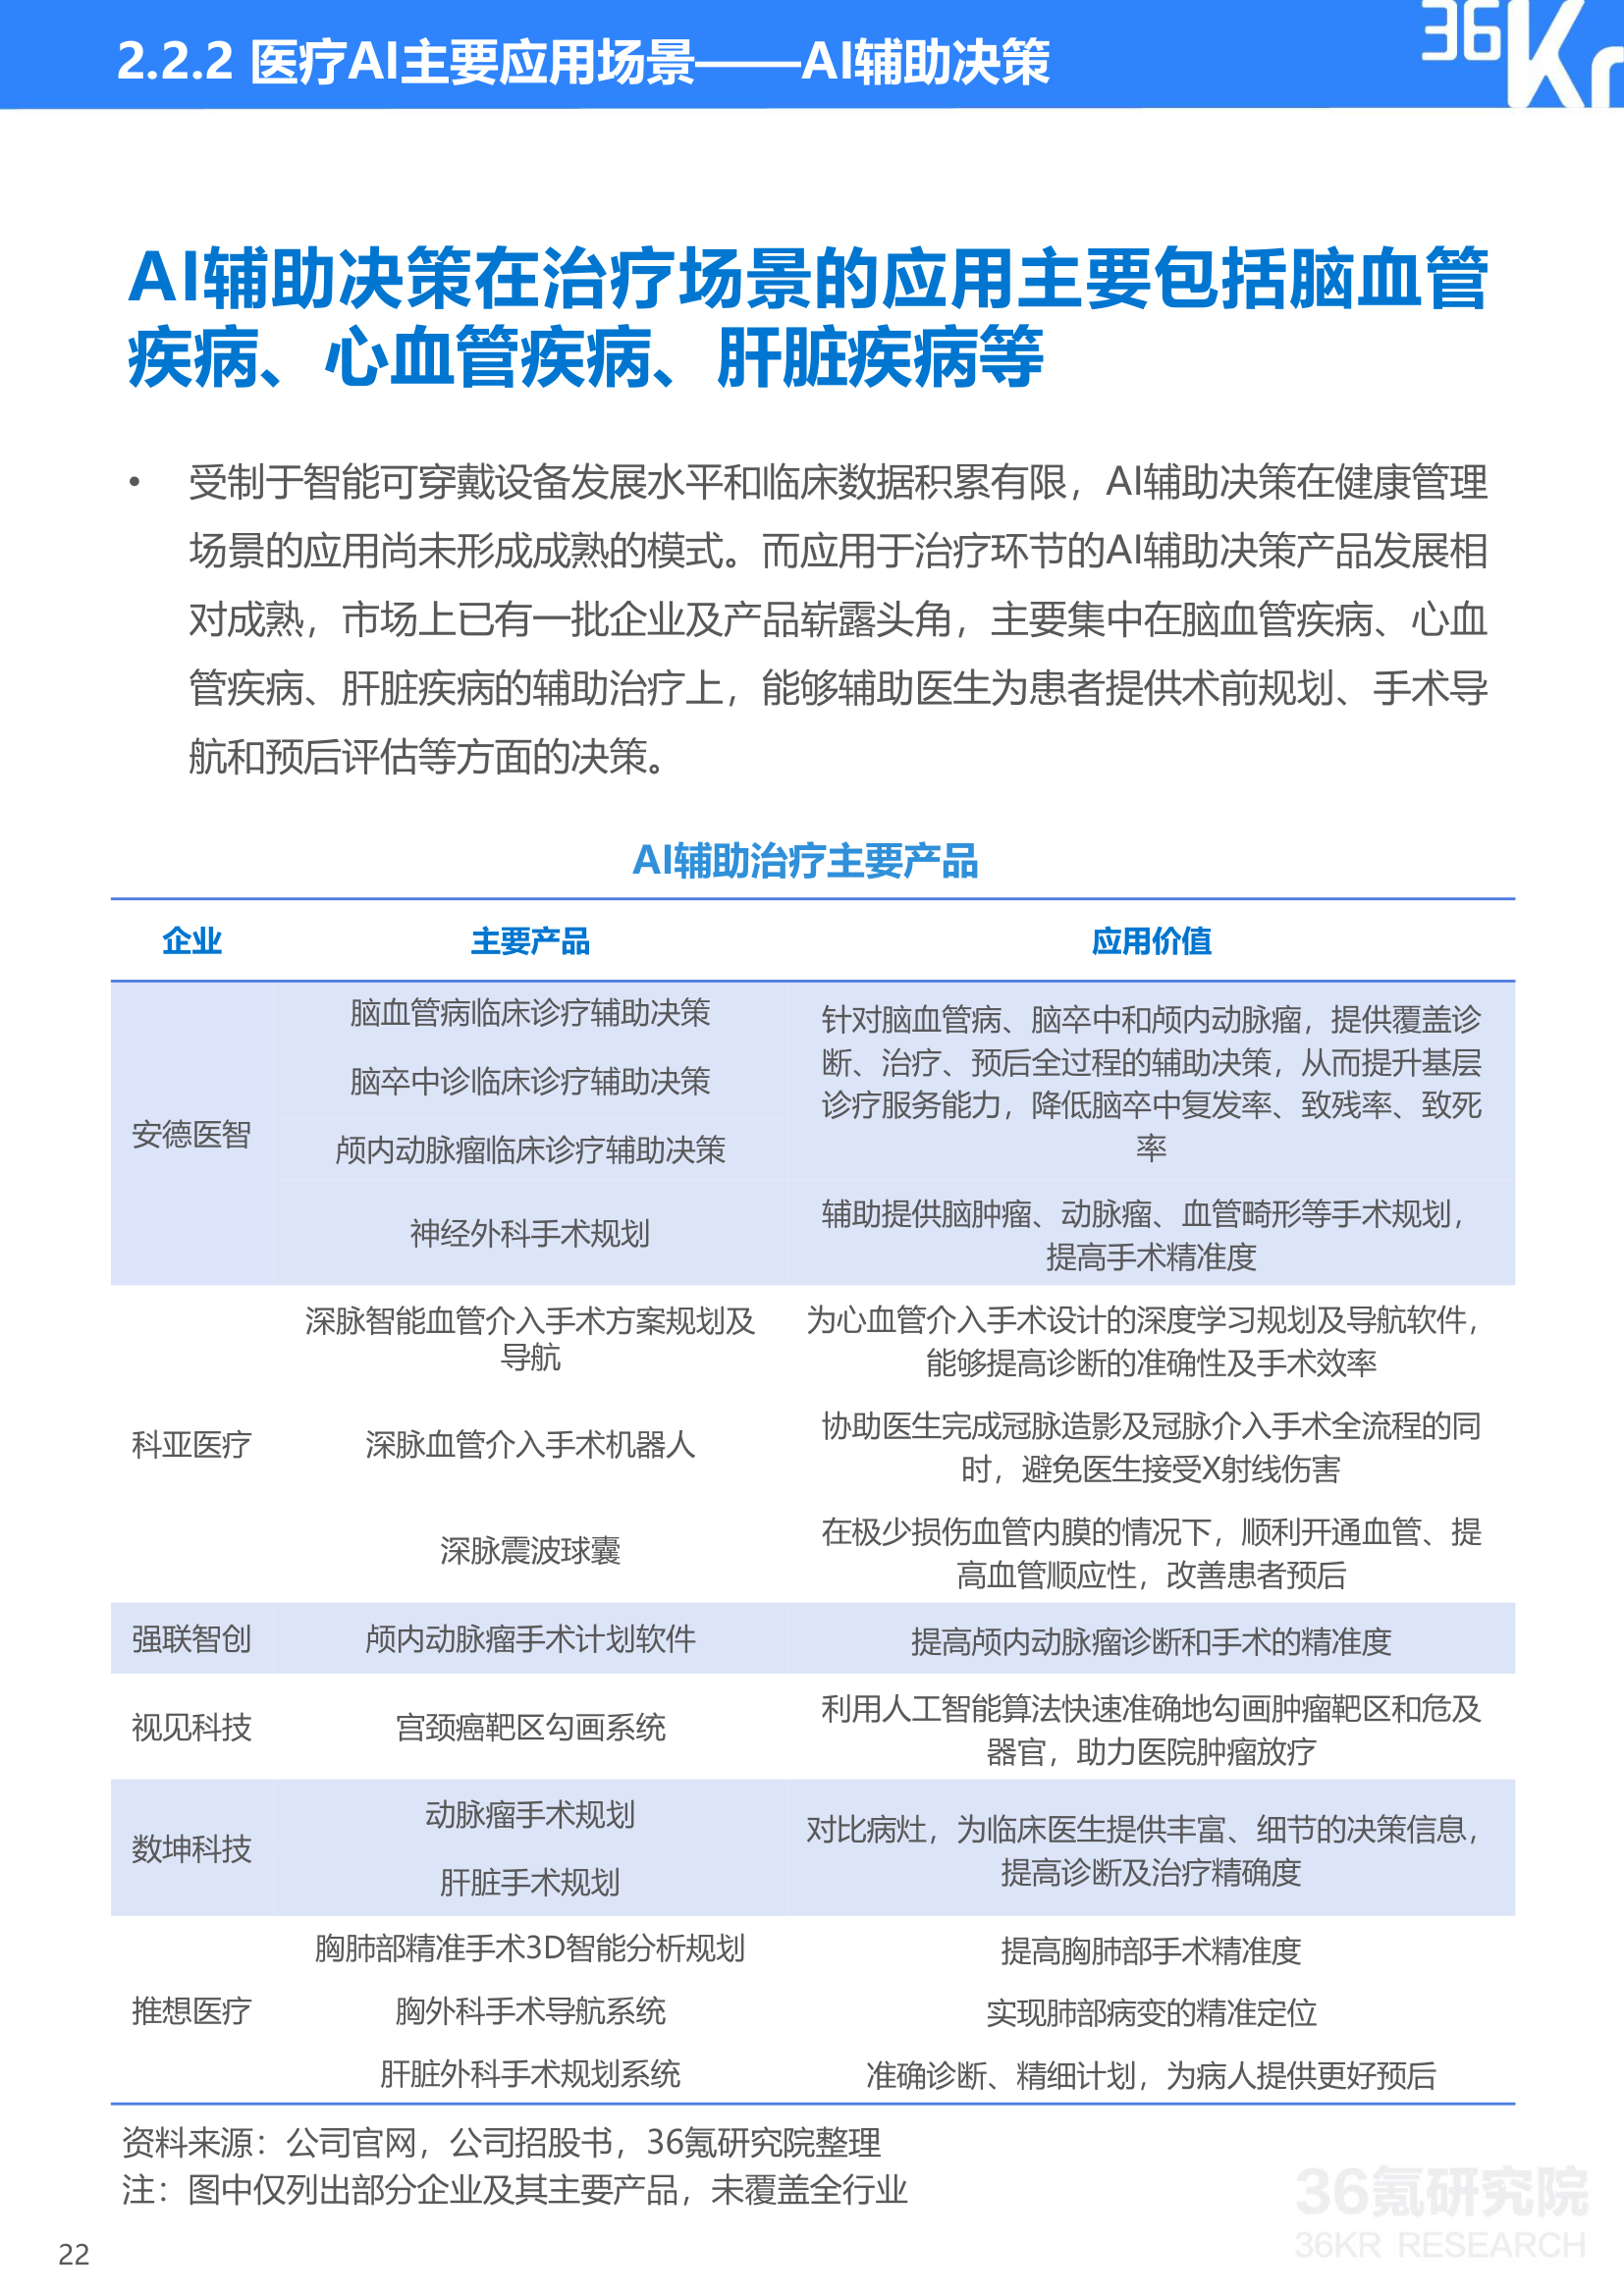 2.2.2 医疗AI主要应用场景——AI辅助决策
36Kr
AI辅助决策在治疗场景的应用主要包括脑血管
疾病、心血管疾病、肝脏疾病等
• 受制于智能可穿戴设备发展水平和临床数据积累有限，AI辅助决策在健康管理
场景的应用尚未形成成熟的模式。而应用于治疗环节的AI辅助决策产品发展相
对成熟，市场上已有一批企业及产品崭露头角，主要集中在脑血管疾病、心血
管疾病、肝脏疾病的辅助治疗上，能够辅助医生为患者提供术前规划、手术导
航和预后评估等方面的决策。
AI辅助治疗主要产品
企业 主要产品 应用价值
安德医智
脑血管病临床诊疗辅助决策
脑卒中诊临床诊疗辅助决策
颅内动脉瘤临床诊疗辅助决策
针对脑血管病、脑卒中和颅内动脉瘤，提供覆盖诊
断、治疗、预后全过程的辅助决策，从而提升基层
诊疗服务能力，降低脑卒中复发率、致残率、致死
率
神经外科手术规划
辅助提供脑肿瘤、动脉瘤、血管畸形等手术规划，
提高手术精准度
科亚医疗
深脉智能血管介入手术方案规划及
导航
为心血管介入手术设计的深度学习规划及导航软件，
能够提高诊断的准确性及手术效率
深脉血管介入手术机器人
协助医生完成冠脉造影及冠脉介入手术全流程的同
时，避免医生接受X射线伤害
深脉震波球囊
在极少损伤血管内膜的情况下，顺利开通血管、提
高血管顺应性，改善患者预后
强联智创 颅内动脉瘤手术计划软件 提高颅内动脉瘤诊断和手术的精准度
视见科技 宫颈癌靶区勾画系统
利用人工智能算法快速准确地勾画肿瘤靶区和危及
器官，助力医院肿瘤放疗
数坤科技
动脉瘤手术规划
肝脏手术规划
对比病灶，为临床医生提供丰富、细节的决策信息，
提高诊断及治疗精确度
推想医疗
胸肺部精准手术3D智能分析规划 提高胸肺部手术精准度
胸外科手术导航系统 实现肺部病变的精准定位
肝脏外科手术规划系统 准确诊断、精细计划，为病人提供更好预后
资料来源：公司官网，公司招股书，36氪研究院整理
注：图中仅列出部分企业及其主要产品，未覆盖全行业
36氪研究院
36KR RESEARCH
22